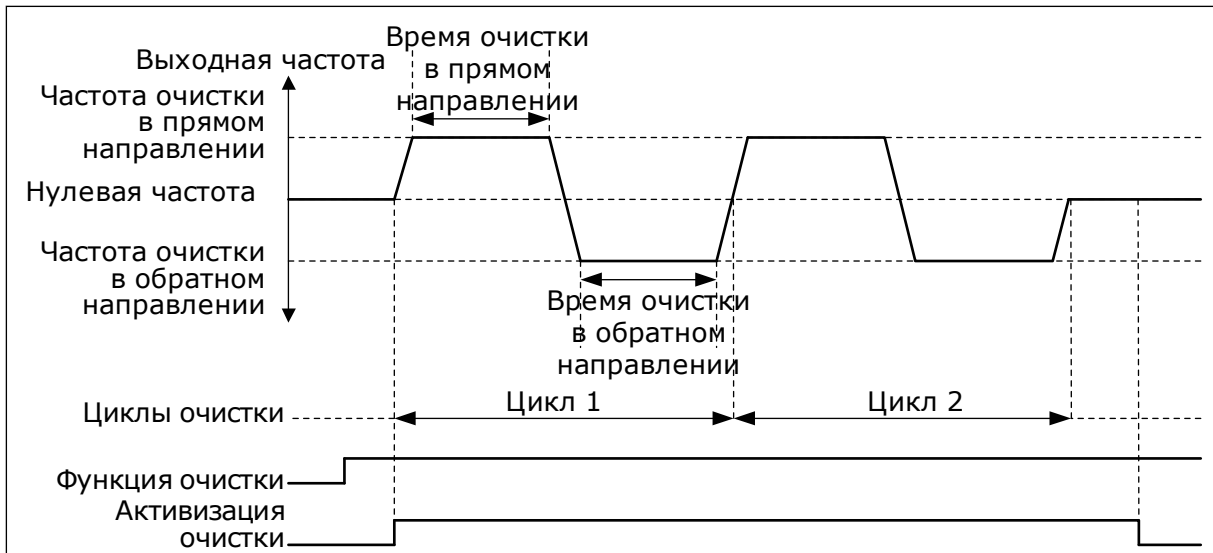 Время очистки
в прямом
направлении
Выходная частота
Частота очистки
в прямом
направлении
Нулевая частота
Частота очистки
в обратном
направлении
Время очистки
в обратном
направлении
Циклы очистки
Цикл 1
Цикл 2
Функция очистки
Активизация
очистки